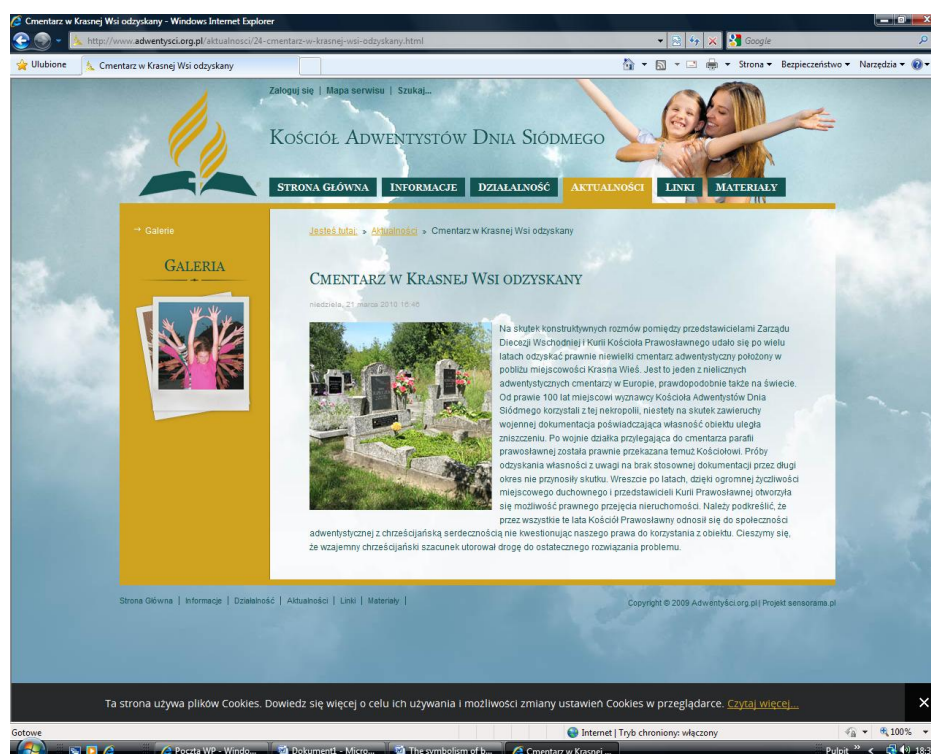 Cmentarz w Krasnej Wsi odzyskany - Windows Internet Explorer
http://www.adwentysci.org.pl/aktualnosci/24-cmentarz-w-krasnej-wsi-odzyskany.html
Google
Ulubione
Cmentarz w Krasnej Wsi odzyskany
Strona Bezpieczeństwo Narzędzia
Zaloguj się | Mapa serwisu | Szukaj...
Kościół Adwentystów Dnia Siódmego
Strona Główna Informacje Działalność Aktualności Linki Materiały
Galerie
Jesteś tutaj: » Aktualności » Cmentarz w Krasnej Wsi odzyskany
Galeria
Cmentarz w Krasnej Wsi odzyskany
niedziela, 21 marca 2010 16:46
Na skutek konstruktywnych rozmów pomiędzy przedstawicielami Zarządu
Diecezji Wschodniej i Kurii Kościoła Prawosławnego udało się po wielu
latach odzyskać prawnie niewielki cmentarz adwentystyczny położony w
pobliżu miejscowości Krasna Wieś. Jest to jeden z nielicznych
adwentystycznych cmentarzy w Europie, prawdopodobnie także na świecie.
Od prawie 100 lat miejscowi wyznawcy Kościoła Adwentystów Dnia
Siódmego korzystali z tej nekropolii, niestety na skutek zawieruchy
wojennej dokumentacja poświadczająca własność obiektu uległa
zniszczeniu. Po wojnie działka przylegająca do cmentarza parafii
prawosławnej została prawnie przekazana temuż Kościołowi. Próby
odzyskania własności z uwagi na brak stosownej dokumentacji przez długi
okres nie przynosiły skutku. Wreszcie po latach, dzięki ogromnej życzliwości
miejscowego duchownego i przedstawicieli Kurii Prawosławnej otworzyła
się możliwość prawnego przejęcia nieruchomości. Należy podkreślić, że
przez wszystkie te lata Kościół Prawosławny odnosił się do społeczności
adwentystycznej z chrześcijańską serdecznością nie kwestionując naszego prawa do korzystania z obiektu. Cieszymy się,
że wzajemny chrześcijański szacunek utorował drogę do ostatecznego rozwiązania problemu.
Strona Główna | Informacje | Działalność | Aktualności | Linki | Materiały |
Copyright © 2009 Adwentyści.org.pl | Projekt sensorama.pl
Ta strona używa plików Cookies. Dowiedz się więcej o celu ich używania i możliwości zmiany ustawień Cookies w przeglądarce. Czytaj więcej...
Gotowe
Internet | Tryb chroniony: włączony
100%
Poczta WP - Windo...
Dokument1 - Micro...
The symbolism of b...
Cmentarz w Krasnej ...
Pulpit